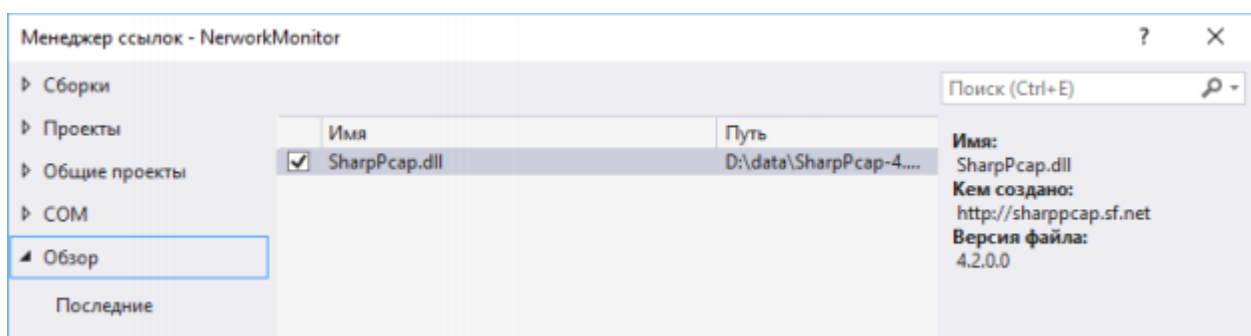 Менеджер ссылок - NerworkMonitor ? ×
Сборки
Поиск (Ctrl+E)
Проекты
Имя Путь
SharpPcap.dll D:\data\SharpPcap-4....
Общие проекты
COM
Обзор
Последние
Имя:
SharpPcap.dll
Кем создано:
http://sharppcap.sf.net
Версия файла:
4.2.0.0